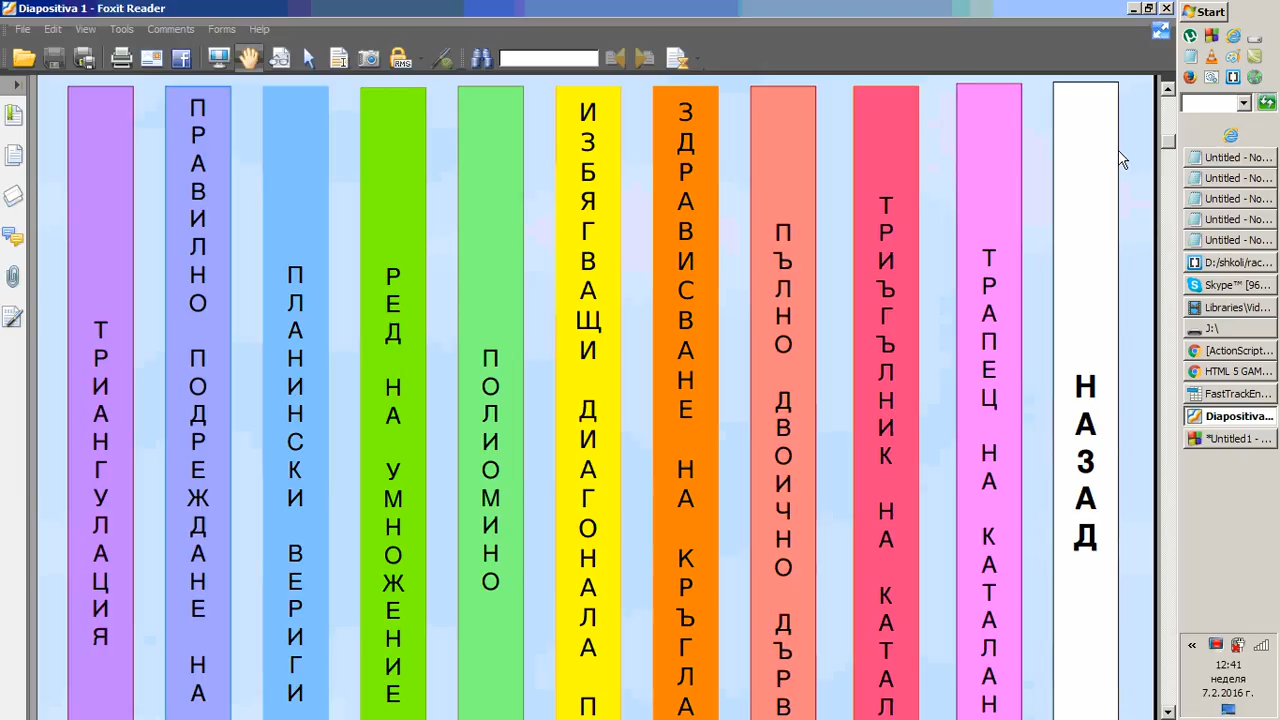 Diapositiva 1 - Foxit Reader
File Edit View Tools Comments Forms Help
RMS
ТРИАНГУЛАЦИЯ
ПРАВИЛНО ПОДРЕЖДАНЕ НА
ПЛАНИНСКИ ВЕРИГИ
РЕД НА УМНОЖЕНИЕ
ПОЛИОМИНО
ИЗБЯГВАЩИ ДИАГОНАЛА П
ЗДРАВИСВАНЕ НА КРЪГЛА
ПЪЛНО ДВОИЧНО ДЪРВ
ТРИЪГЪЛНИК НА КАТАЛ
ТРАПЕЦ НА КАТАЛАН
НАЗАД
Start
Untitled - No...
Untitled - No...
Untitled - No...
Untitled - No...
Untitled - No...
D:/shkoli/rac...
Skype™ [96...
Libraries\Vid...
J:\
[ActionScript...
HTML 5 GAM...
FastTrackEn...
Diapositiva...
*Untitled1 - ...
«
12:41
неделя
7.2.2016 г.